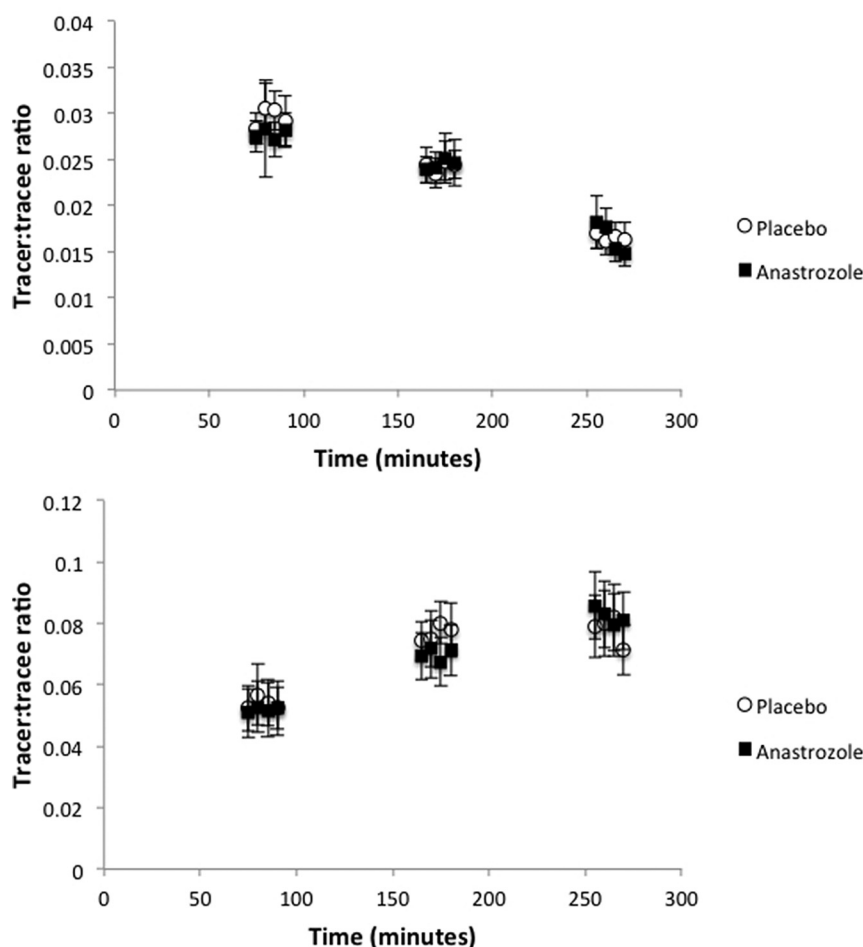 0.04
0.035
0.03
0.025
0.02
0.015
0.01
0.005
0
Tracer:tracee ratio
Placebo
Anastrozole
0 50 100 150 200 250 300
Time (minutes)
0.12
0.1
0.08
0.06
0.04
0.02
0
Tracer:tracee ratio
Placebo
Anastrozole
0 50 100 150 200 250 300
Time (minutes)